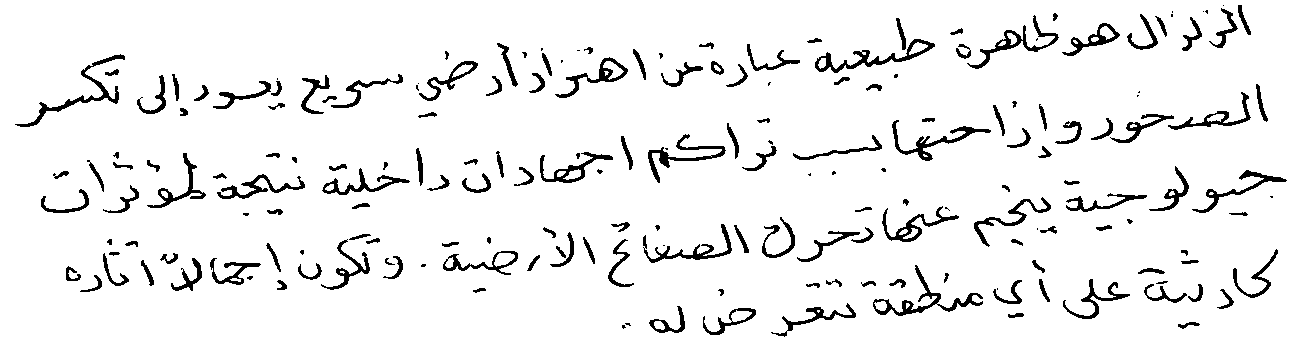 الزلزال هو ظاهرة طبيعية عبارة عن اهتزاز أرضي سريع يعود إلى تكسر
الصخور وإزاحتها بسبب تراكم اجهادات داخلية نتيجة لمؤثرات
جيولوجية ينجم عنها تحرك الصفائح الأرضية. وتكون إجمالاً آثاره
كارثية على أي منطقة تتعرض له.